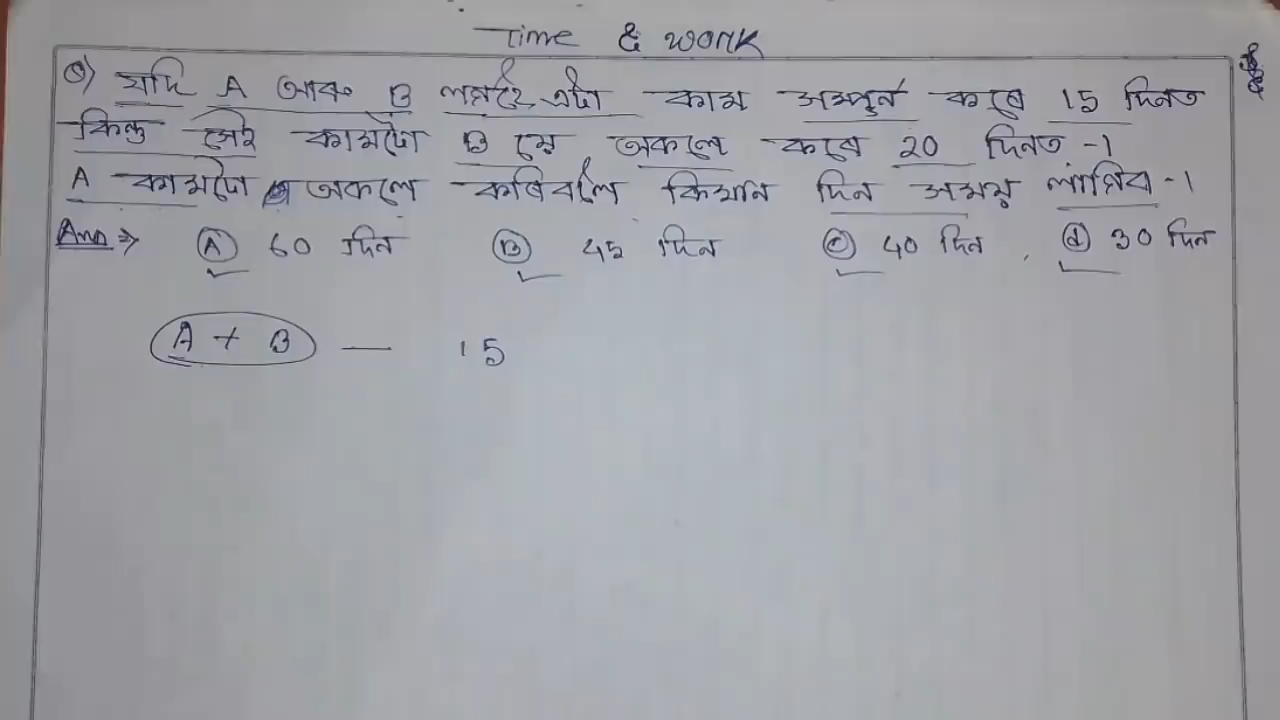 Time & work
Q) যদি A আৰু B লগহৈ এটা কাম সম্পুৰ্ন কৰে 15 দিনত
কিন্তু সেই কামটো B য়ে অকলে কৰে 20 দিনত -।
A কামটো অকলে কৰিবলৈ কিমান দিন সময় লাগিব -।
Ans ⇒ Ⓐ 60 দিন Ⓑ 45 দিন Ⓒ 40 দিন, ⓓ 30 দিন
A + B — 15